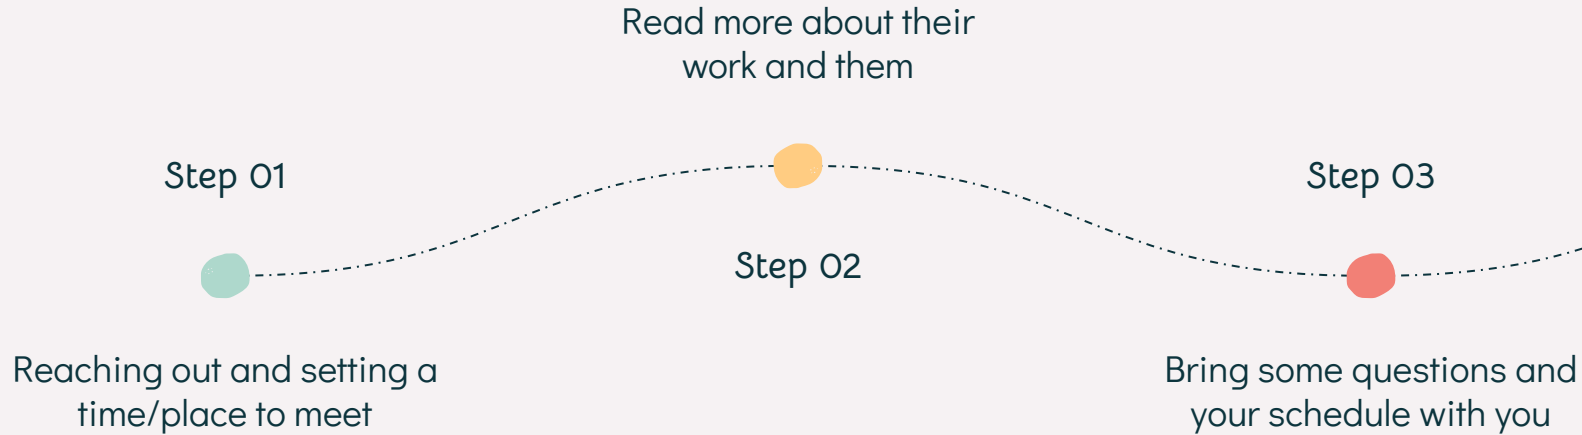 Step 01
Reaching out and setting a
time/place to meet
Read more about their
work and them
Step 02
Step 03
Bring some questions and
your schedule with you